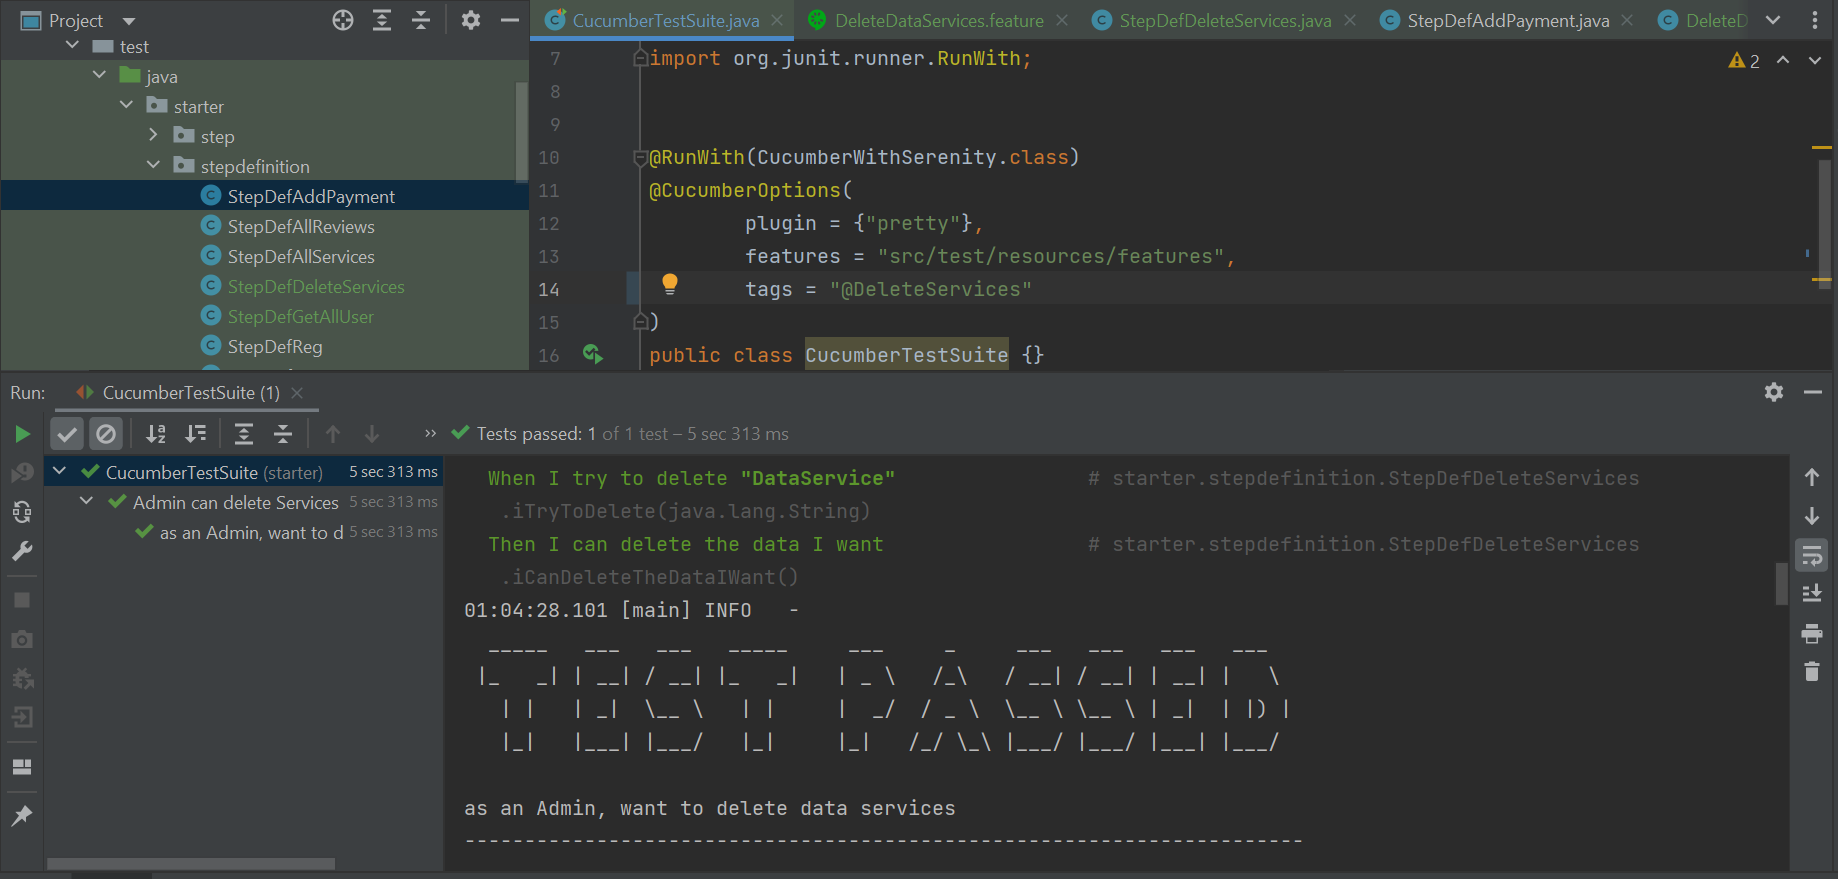 Project
test
java
starter
step
stepdefinition
StepDefAddPayment
StepDefAllReviews
StepDefAllServices
StepDefDeleteServices
StepDefGetAllUser
StepDefReg
CucumberTestSuite.java
DeleteDataServices.feature
StepDefDeleteServices.java
StepDefAddPayment.java
DeleteD
2
7 import org.junit.runner.RunWith;
8
9
10 @RunWith(CucumberWithSerenity.class)
11 @CucumberOptions(
12 plugin = {"pretty"},
13 features = "src/test/resources/features",
14 tags = "@DeleteServices"
15 )
16 public class CucumberTestSuite {}
Run: CucumberTestSuite (1)
Tests passed: 1 of 1 test – 5 sec 313 ms
CucumberTestSuite (starter) 5 sec 313 ms
Admin can delete Services 5 sec 313 ms
as an Admin, want to d 5 sec 313 ms
When I try to delete "DataService" # starter.stepdefinition.StepDefDeleteServices
.iTryToDelete(java.lang.String)
Then I can delete the data I want # starter.stepdefinition.StepDefDeleteServices
.iCanDeleteTheDataIWant()
01:04:28.101 [main] INFO -
TEST PASSED
as an Admin, want to delete data services
----------------------------------------------------------------------